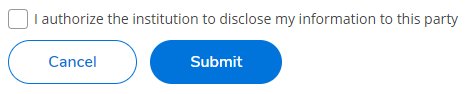 I authorize the institution to disclose my information to this party
Cancel Submit